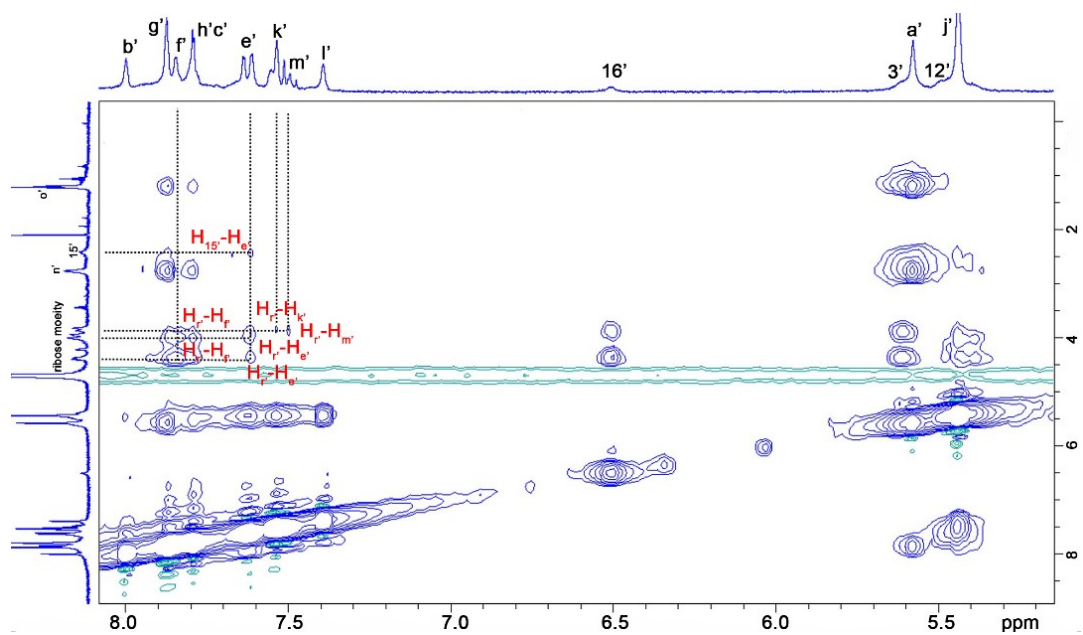 g' j'
b' f' h'c' e' k' m' l' 16' 3' a' 12'
o'
15'
n'
ribose moeity
H15'-He'
Hr'-Hf'
Hr'-Hk'
Hr'-Hm'
Hr'-Hf'
Hr'-He'
Hr'-He'
2
4
6
8
8.0 7.5 7.0 6.5 6.0 5.5 ppm